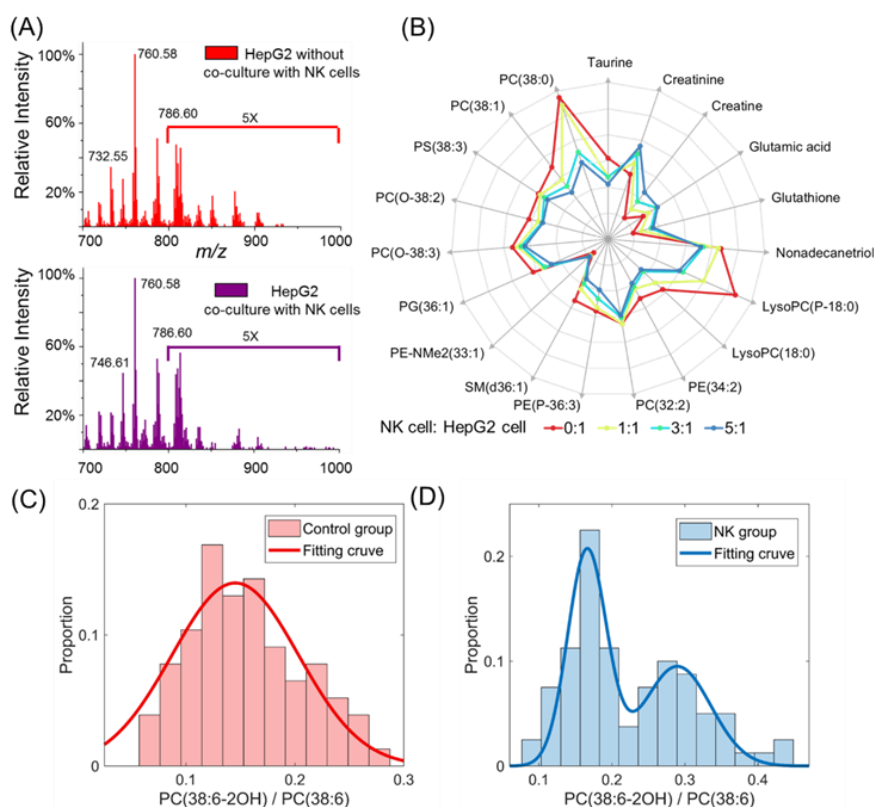 (A)
100%
60%
20%
Relative Intensity
760.58
HepG2 without
co-culture with NK cells
786.60
5X
732.55
700
800
900
1000
m/z
100%
60%
20%
Relative Intensity
760.58
HepG2
co-culture with NK cells
786.60
5X
746.61
700
800
900
1000
(B)
Taurine
Creatinine
Creatine
Glutamic acid
Glutathione
Nonadecanetriol
LysoPC(P-18:0)
LysoPC(18:0)
PE(34:2)
PC(32:2)
PE(P-36:3)
SM(d36:1)
PE-NMe2(33:1)
PG(36:1)
PC(O-38:3)
PC(O-38:2)
PS(38:3)
PC(38:1)
PC(38:0)
NK cell: HepG2 cell
0:1
1:1
3:1
5:1
(C)
0.2
0.1
0
Proportion
Control group
Fitting cruve
0.1
0.2
0.3
PC(38:6-2OH) / PC(38:6)
(D)
0.2
0.1
0
Proportion
NK group
Fitting cruve
0.1
0.2
0.3
0.4
PC(38:6-2OH) / PC(38:6)